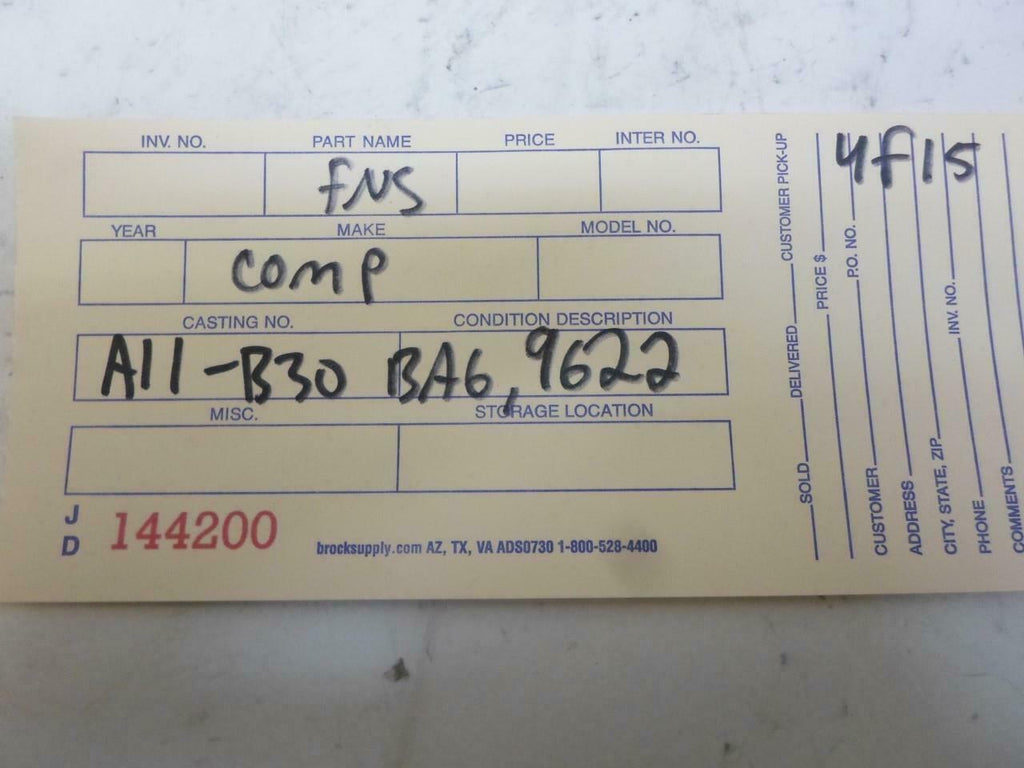 INV. NO. PART NAME PRICE INTER NO.
fNS
YEAR MAKE MODEL NO.
comp
CASTING NO. CONDITION DESCRIPTION
A11-B30 BA6, 9622
MISC. STORAGE LOCATION
J
D
144200
brocksupply.com AZ, TX, VA ADS0730 1-800-528-4400
SOLD DELIVERED CUSTOMER PICK-UP
PRICE $
P.O. NO.
4f15
CUSTOMER
ADDRESS
CITY, STATE, ZIP INV. NO.
PHONE
COMMENTS